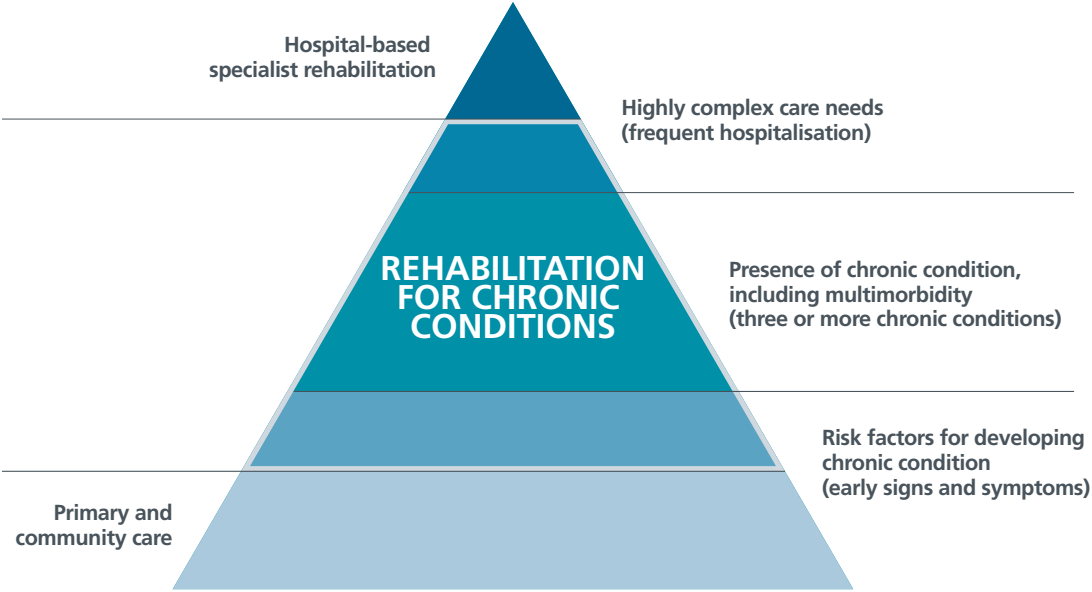 Hospital-based
specialist rehabilitation
Highly complex care needs
(frequent hospitalisation)
REHABILITATION
FOR CHRONIC
CONDITIONS
Presence of chronic condition,
including multimorbidity
(three or more chronic conditions)
Risk factors for developing
chronic condition
(early signs and symptoms)
Primary and
community care